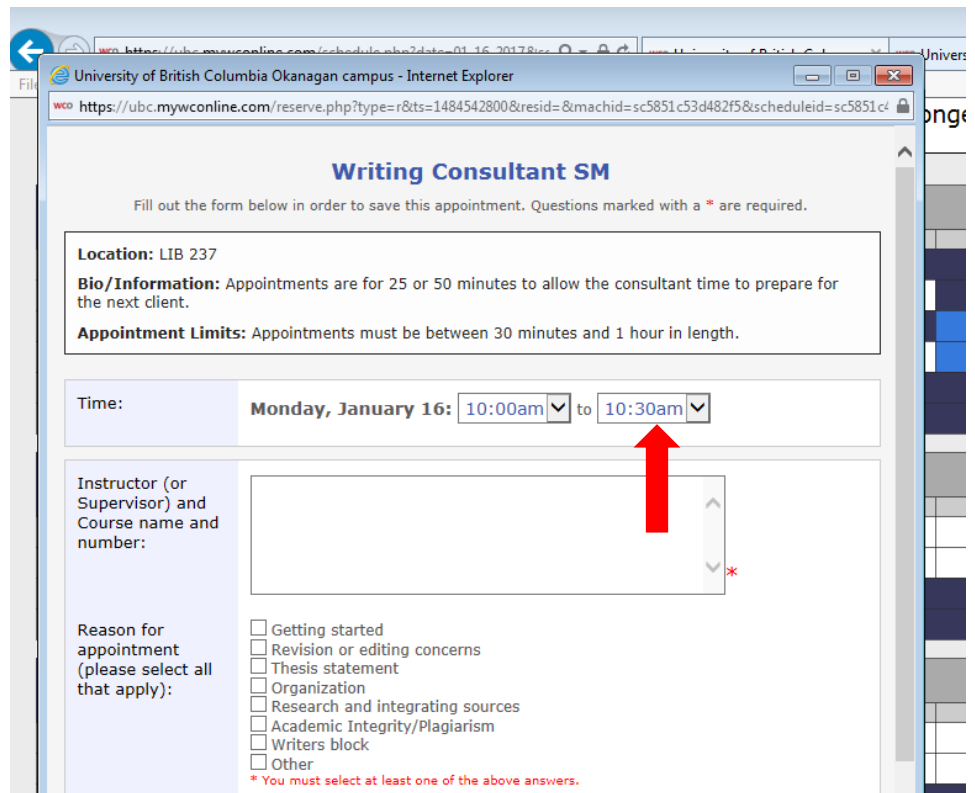 University of British Columbia Okanagan campus - Internet Explorer
wco https://ubc.mywconline.com/reserve.php?type=r&ts=1484542800&resid=&machid=sc5851c53d482f5&scheduleid=sc5851c4
Writing Consultant SM
Fill out the form below in order to save this appointment. Questions marked with a * are required.
Location: LIB 237
Bio/Information: Appointments are for 25 or 50 minutes to allow the consultant time to prepare for
the next client.
Appointment Limits: Appointments must be between 30 minutes and 1 hour in length.
Time:
Monday, January 16: 10:00am to 10:30am
Instructor (or
Supervisor) and
Course name and
number:
*
Reason for
appointment
(please select all
that apply):
Getting started
Revision or editing concerns
Thesis statement
Organization
Research and integrating sources
Academic Integrity/Plagiarism
Writers block
Other
* You must select at least one of the above answers.